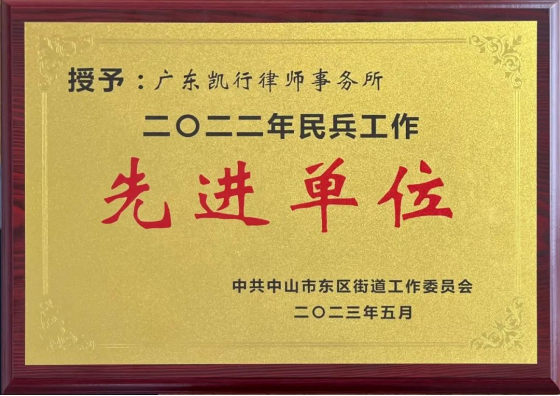 授予：广东凯行律师事务所
二〇二二年民兵工作
先进单位
中共中山市东区街道工作委员会
二〇二三年五月